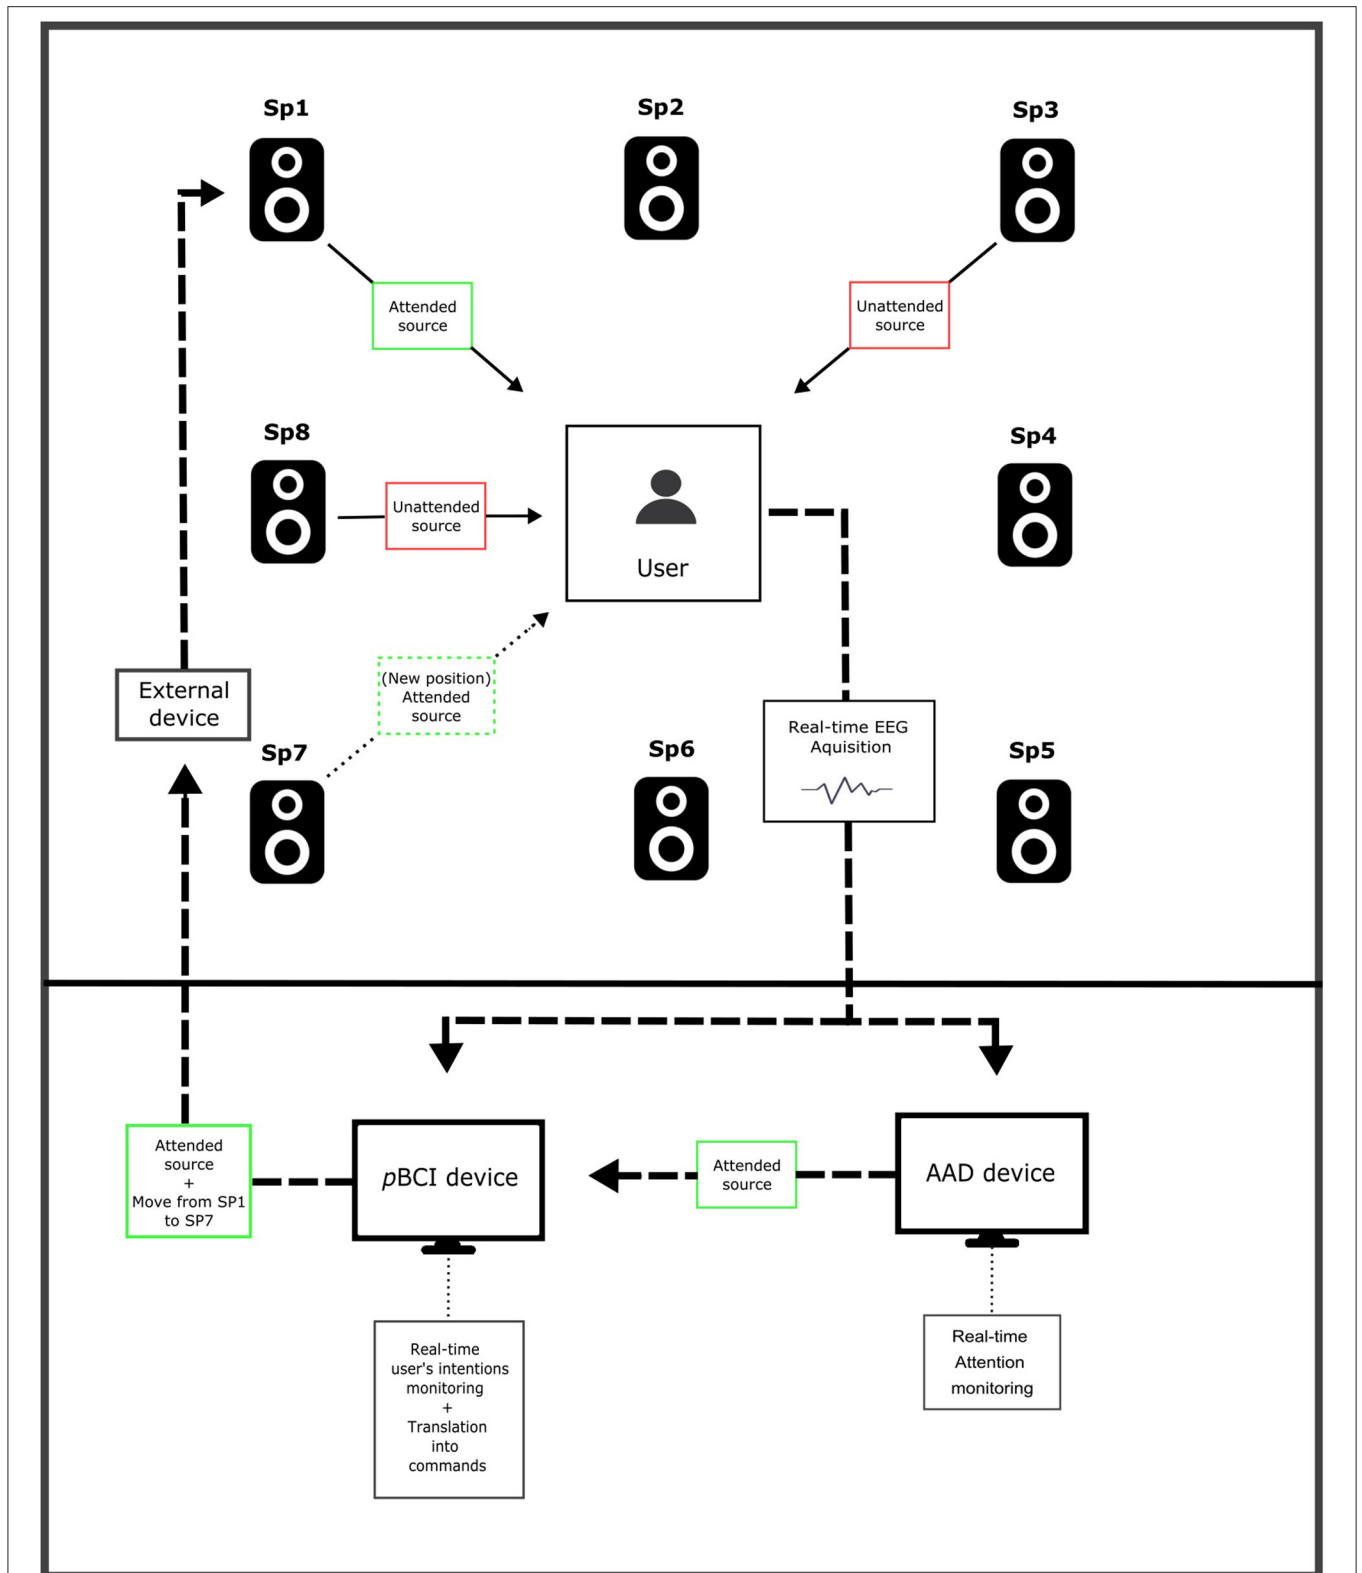 Sp1
Sp2
Sp3
Attended
source
Unattended
source
Sp8
Sp4
Unattended
source
User
(New position)
Attended
source
External
device
Real-time EEG
Aquisition
Sp7
Sp6
Sp5
Attended
source
+
Move from SP1
to SP7
pBCI device
Attended
source
AAD device
Real-time
user's intentions
monitoring
+
Translation
into
commands
Real-time
Attention
monitoring